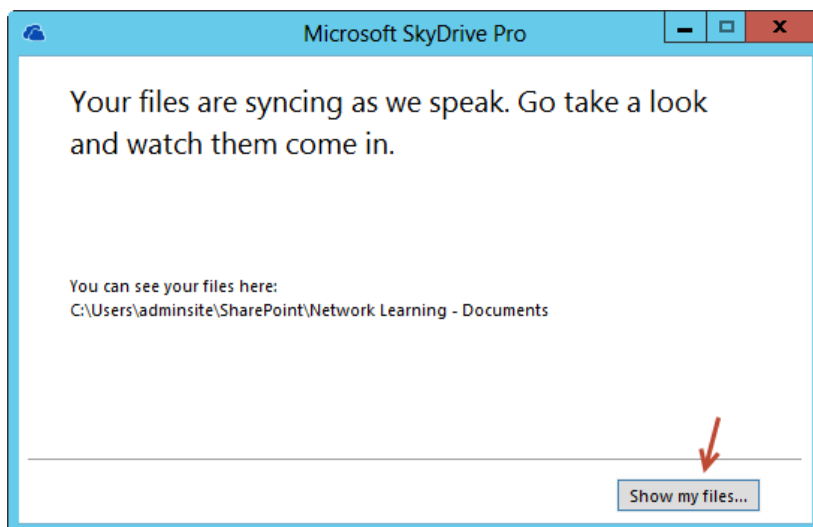 Microsoft SkyDrive Pro
Your files are syncing as we speak. Go take a look
and watch them come in.
You can see your files here:
C:\Users\adminsite\SharePoint\Network Learning - Documents
Show my files...